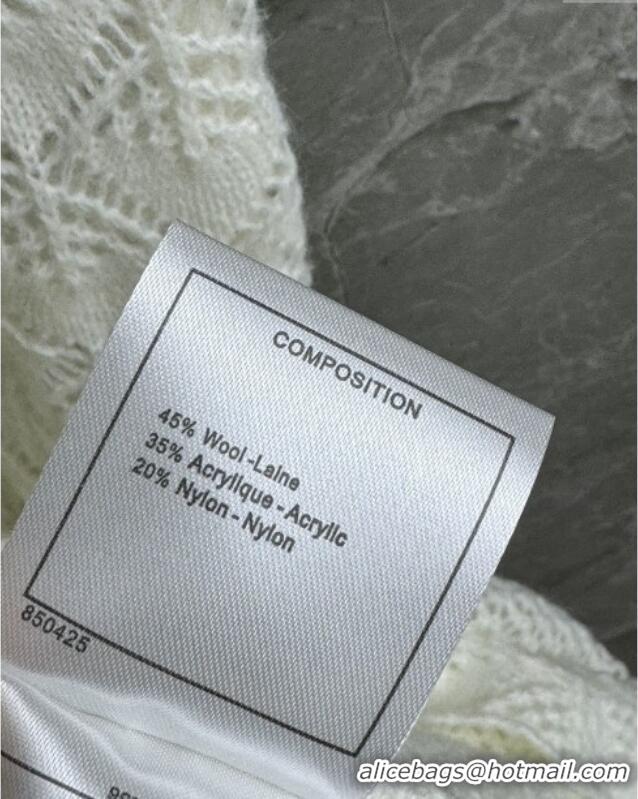 COMPOSITION
45% Wool-Laine
35% Acrylique-Acrylic
20% Nylon-Nylon
850425
alicebags@hotmail.com